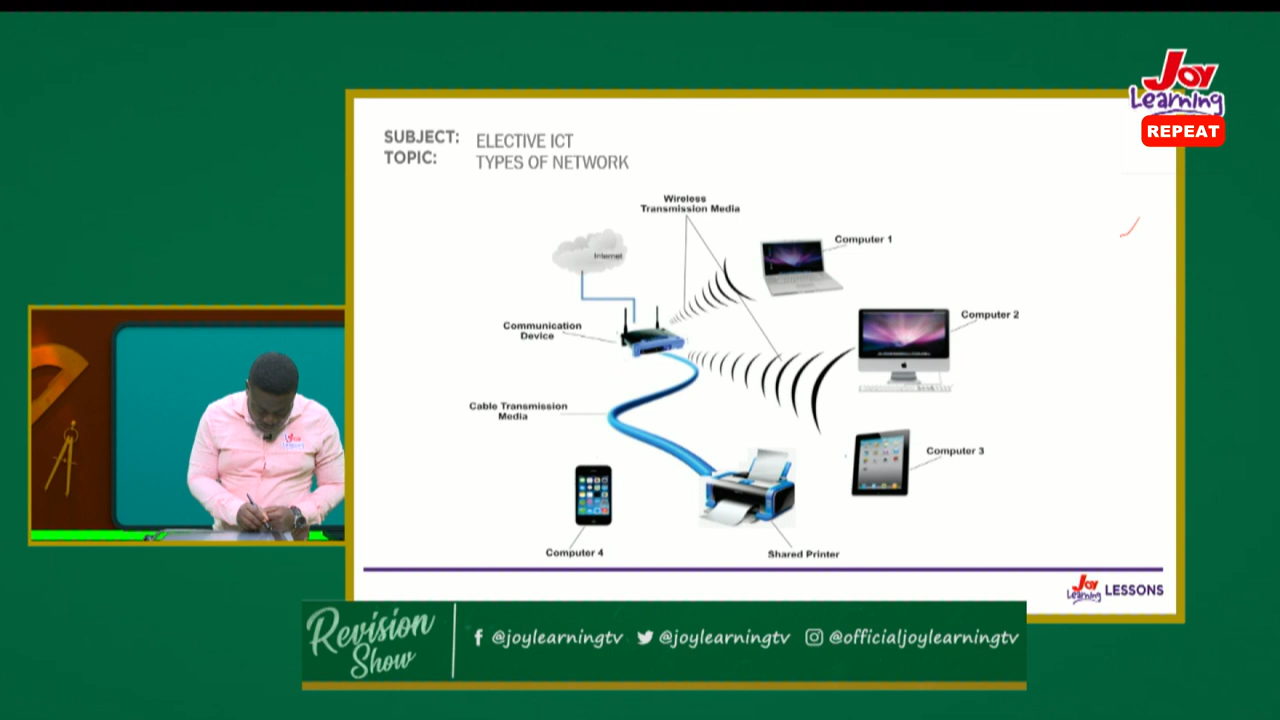 Joy
Learning
REPEAT
SUBJECT: ELECTIVE ICT
TOPIC: TYPES OF NETWORK
Wireless
Transmission Media
Internet
Computer 1
Computer 2
Communication
Device
Cable Transmission
Media
Computer 3
Computer 4
Shared Printer
Joy
Learning LESSONS
Revision
Show
@joylearningtv @joylearningtv @officialjoylearningtv